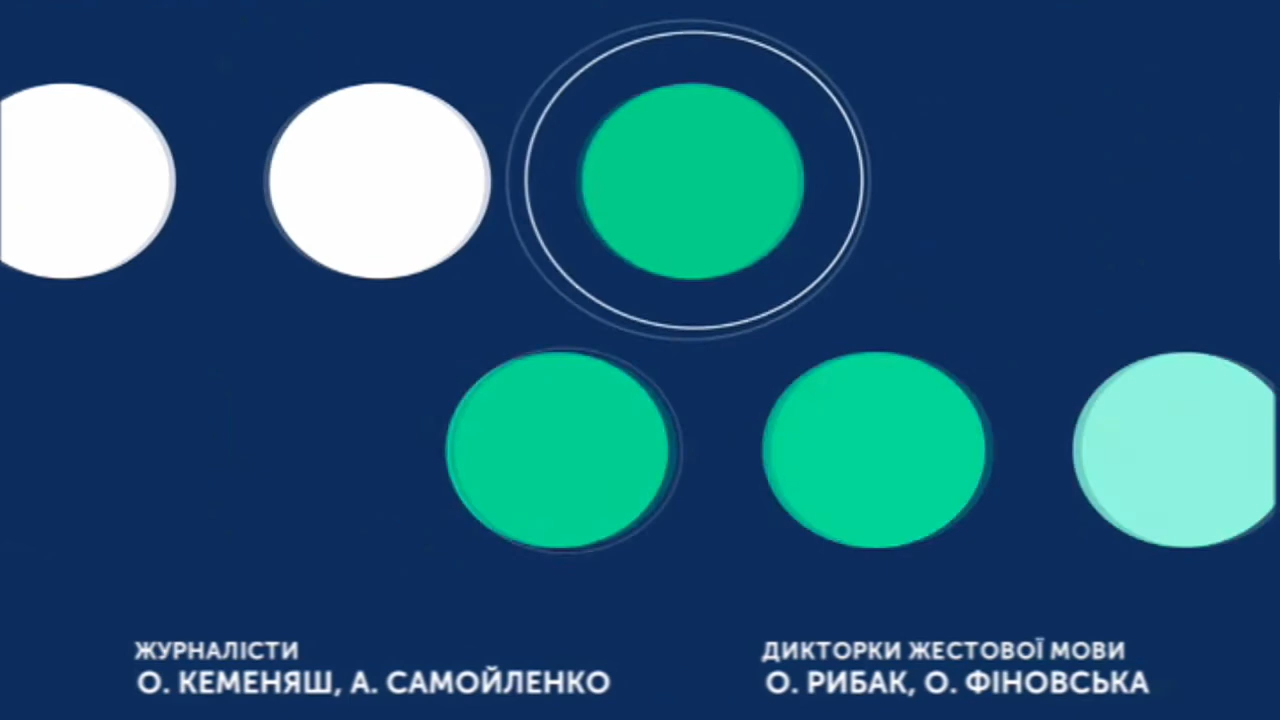 ЖУРНАЛІСТИ
О. КЕМЕНЯШ, А. САМОЙЛЕНКО
ДИКТОРКИ ЖЕСТОВОЇ МОВИ
О. РИБАК, О. ФІНОВСЬКА